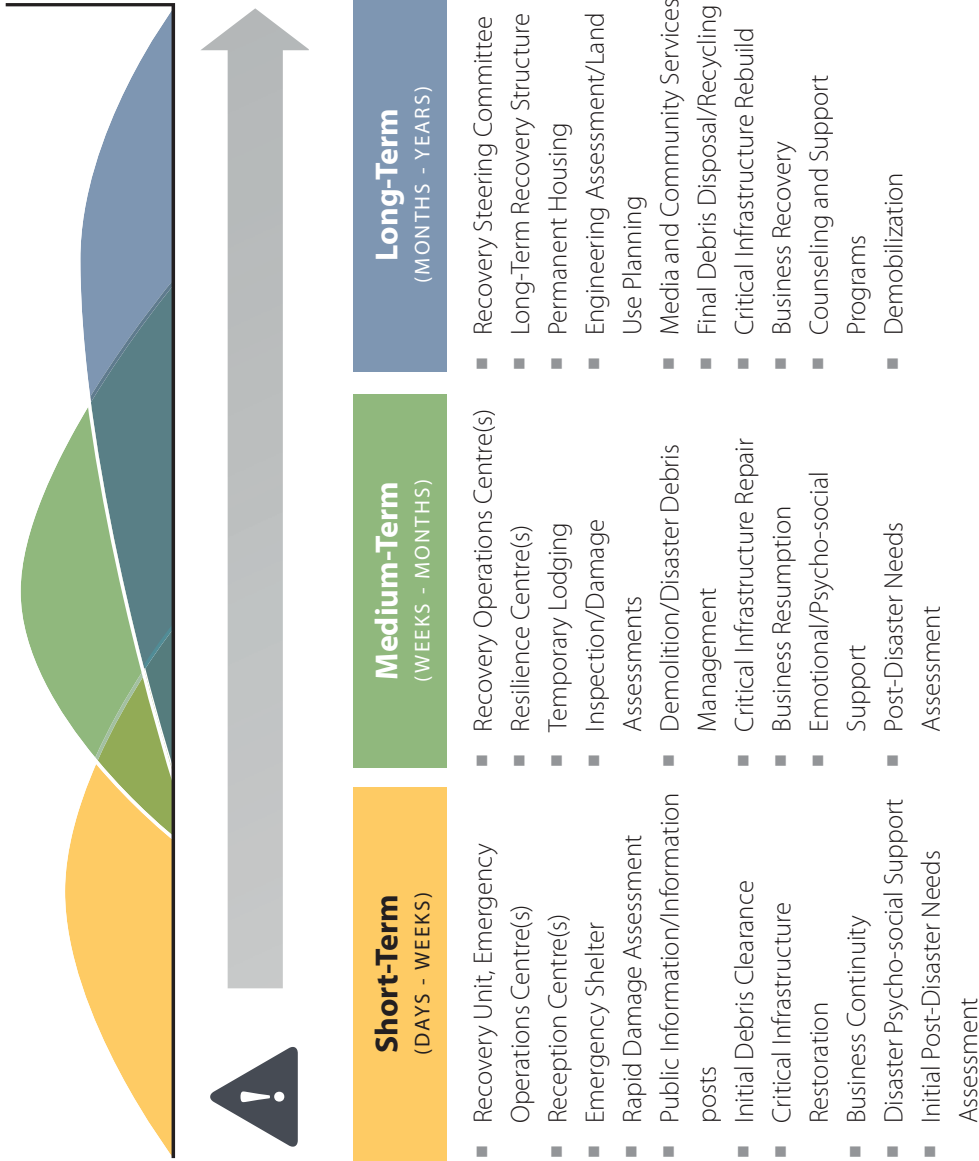 Short-Term
(DAYS - WEEKS)
Recovery Unit, Emergency
Operations Centre(s)
Reception Centre(s)
Emergency Shelter
Rapid Damage Assessment
Public Information/Information
posts
Initial Debris Clearance
Critical Infrastructure
Restoration
Business Continuity
Disaster Psycho-social Support
Initial Post-Disaster Needs
Assessment
Medium-Term
(WEEKS - MONTHS)
Recovery Operations Centre(s)
Resilience Centre(s)
Temporary Lodging
Inspection/Damage
Assessments
Demolition/Disaster Debris
Management
Critical Infrastructure Repair
Business Resumption
Emotional/Psycho-social
Support
Post-Disaster Needs
Assessment
Long-Term
(MONTHS - YEARS)
Recovery Steering Committee
Long-Term Recovery Structure
Permanent Housing
Engineering Assessment/Land
Use Planning
Media and Community Services
Final Debris Disposal/Recycling
Critical Infrastructure Rebuild
Business Recovery
Counseling and Support
Programs
Demobilization